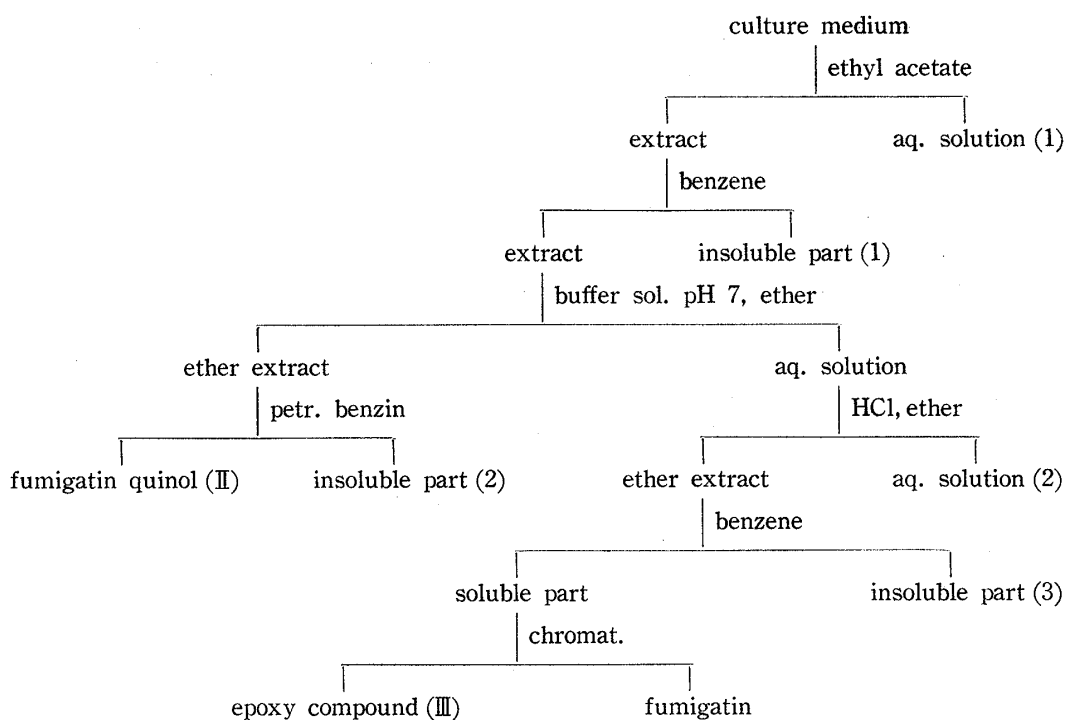 culture medium
ethyl acetate
extract aq. solution (1)
benzene
extract insoluble part (1)
buffer sol. pH 7, ether
ether extract aq. solution
petr. benzin HCl, ether
fumigatin quinol (Ⅱ) insoluble part (2) ether extract aq. solution (2)
benzene
soluble part insoluble part (3)
chromat.
epoxy compound (Ⅲ) fumigatin